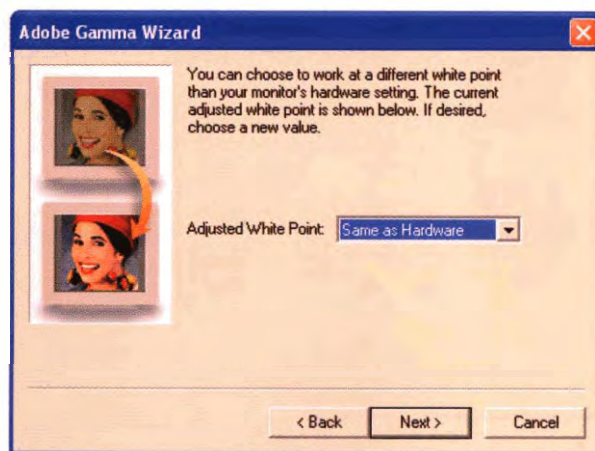 Adobe Gamma Wizard
You can choose to work at a different white point
than your monitor's hardware setting. The current
adjusted white point is shown below. If desired,
choose a new value.
Adjusted White Point: Same as Hardware
< Back Next > Cancel